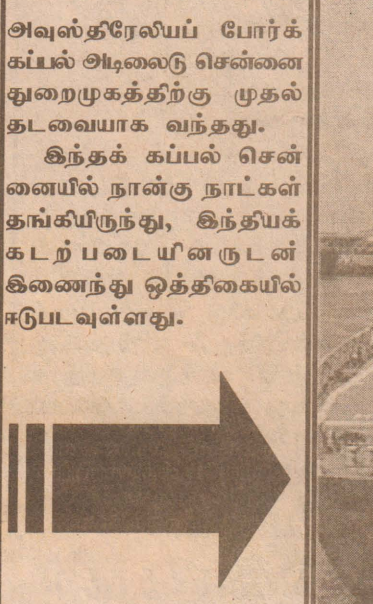 அவுஸ்திரேலியப் போர்க்
கப்பல் அடிலைடு சென்னை
துறைமுகத்திற்கு முதல்
தடவையாக வந்தது.
இந்தக் கப்பல் சென்
னையில் நான்கு நாட்கள்
தங்கியிருந்து, இந்தியக்
கடற்படையினருடன்
இணைந்து ஒத்திகையில்
ஈடுபடவுள்ளது.